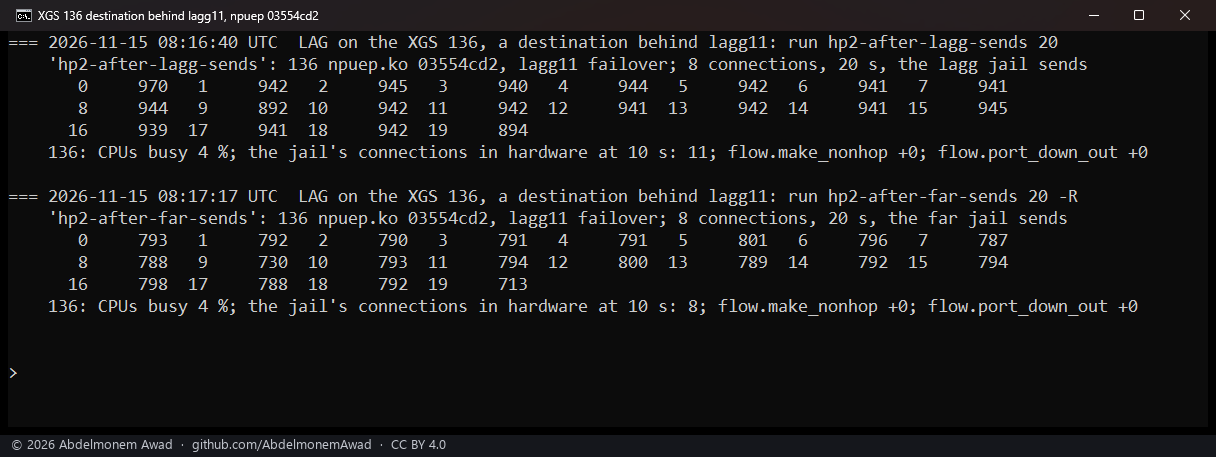 XGS 136 destination behind lagg11, npuep 03554cd2
=== 2026-11-15 08:16:40 UTC  LAG on the XGS 136, a destination behind lagg11: run hp2-after-lagg-sends 20
'hp2-after-lagg-sends': 136 npuep.ko 03554cd2, lagg11 failover; 8 connections, 20 s, the lagg jail sends
0 970 1 942 2 945 3 940 4 944 5 942 6 941 7 941
8 944 9 892 10 942 11 942 12 941 13 942 14 941 15 945
16 939 17 941 18 942 19 894
136: CPUs busy 4 %; the jail's connections in hardware at 10 s: 11; flow.make_nonhop +0; flow.port_down_out +0
=== 2026-11-15 08:17:17 UTC  LAG on the XGS 136, a destination behind lagg11: run hp2-after-far-sends 20 -R
'hp2-after-far-sends': 136 npuep.ko 03554cd2, lagg11 failover; 8 connections, 20 s, the far jail sends
0 793 1 792 2 790 3 791 4 791 5 801 6 796 7 787
8 788 9 730 10 793 11 794 12 800 13 789 14 792 15 794
16 798 17 788 18 792 19 713
136: CPUs busy 4 %; the jail's connections in hardware at 10 s: 8; flow.make_nonhop +0; flow.port_down_out +0
>
© 2026 Abdelmonem Awad · github.com/AbdelmonemAwad · CC BY 4.0